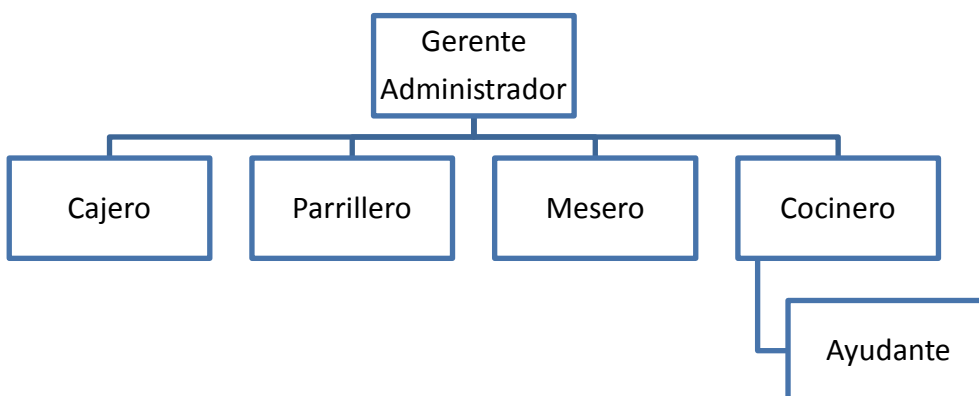 Gerente
Administrador
Cajero
Parrillero
Mesero
Cocinero
Ayudante